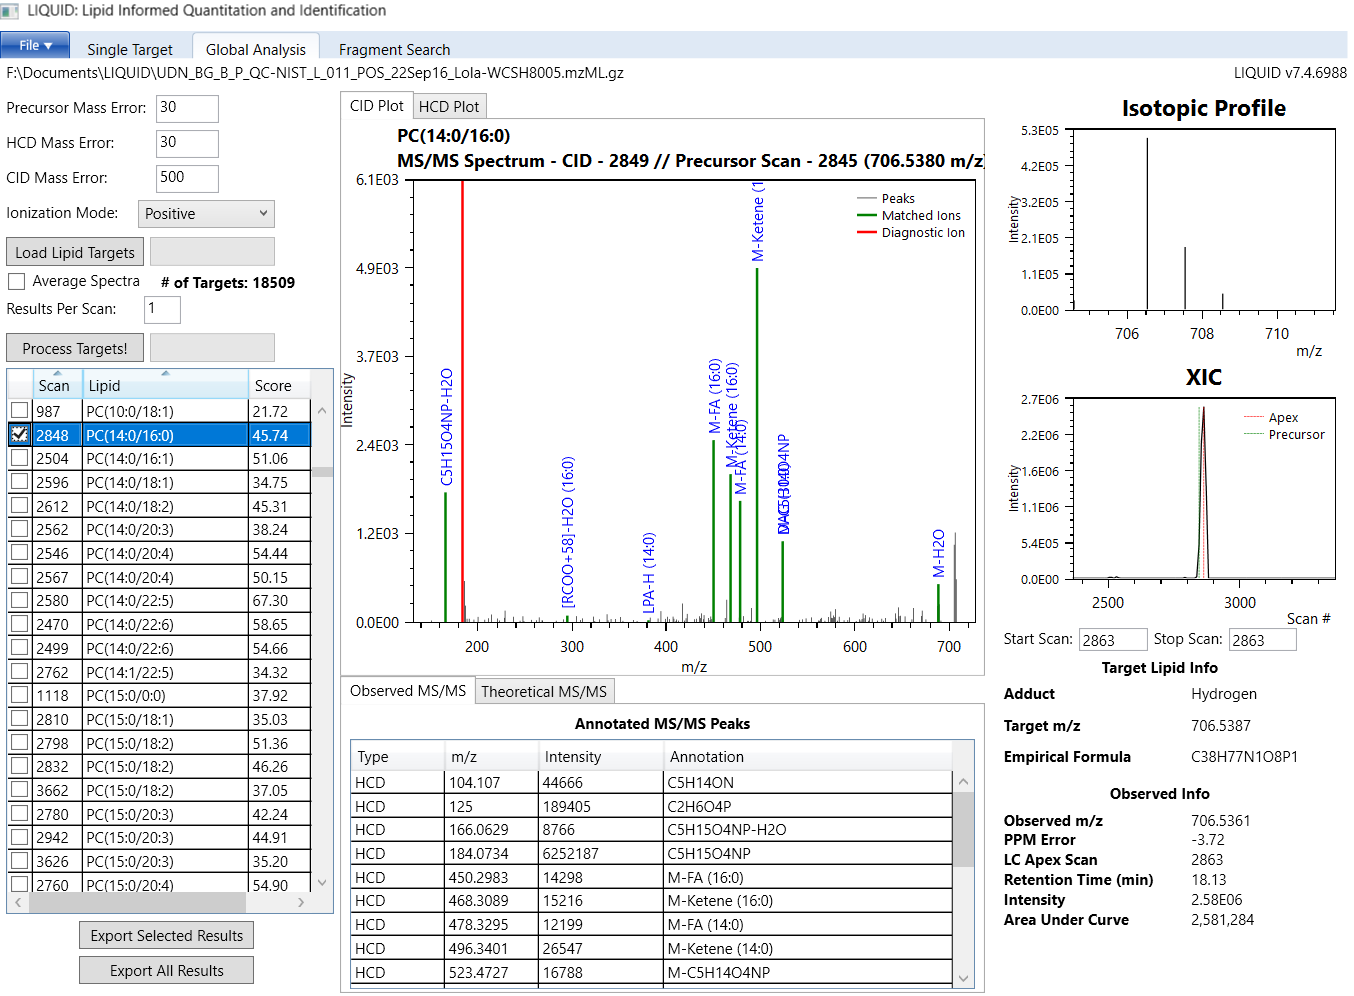 LIQUID: Lipid Informed Quantitation and Identification
File
Single Target
Global Analysis
Fragment Search
F:\Documents\LIQUID\UDN_BG_B_P_QC-NIST_L_011_POS_22Sep16_Lola-WCSH8005.mzML.gz
LIQUID v7.4.6988
Precursor Mass Error: 30
HCD Mass Error: 30
CID Mass Error: 500
Ionization Mode: Positive
Load Lipid Targets
Average Spectra
# of Targets: 18509
Results Per Scan: 1
Process Targets!
Scan Lipid Score
987 PC(10:0/18:1) 21.72
2848 PC(14:0/16:0) 45.74
2504 PC(14:0/16:1) 51.06
2596 PC(14:0/18:1) 34.75
2612 PC(14:0/18:2) 45.31
2562 PC(14:0/20:3) 38.24
2546 PC(14:0/20:4) 54.44
2567 PC(14:0/20:4) 50.15
2580 PC(14:0/22:5) 67.30
2470 PC(14:0/22:6) 58.65
2499 PC(14:0/22:6) 54.66
2762 PC(14:1/22:5) 34.32
1118 PC(15:0/0:0) 37.92
2810 PC(15:0/18:1) 35.03
2798 PC(15:0/18:2) 51.36
2832 PC(15:0/18:2) 46.26
3662 PC(15:0/18:2) 37.05
2780 PC(15:0/20:3) 42.24
2942 PC(15:0/20:3) 44.91
3626 PC(15:0/20:3) 35.20
2760 PC(15:0/20:4) 54.90
Export Selected Results
Export All Results
CID Plot
HCD Plot
PC(14:0/16:0)
MS/MS Spectrum - CID - 2849 // Precursor Scan - 2845 (706.5380 m/z)
6.1E03
4.9E03
3.7E03
2.4E03
1.2E03
0.0E00
Intensity
Peaks
Matched Ions
Diagnostic Ion
C5H15O4NP-H2O
[RCOO+58]-H2O (16:0)
LPA-H (14:0)
M-FA (16:0)
M-Ketene (16:0)
M-FA (14:0)
M-Ketene (1
M-H2O
200 300 400 500 600 700
m/z
Observed MS/MS
Theoretical MS/MS
Annotated MS/MS Peaks
Type m/z Intensity Annotation
HCD 104.107 44666 C5H14ON
HCD 125 189405 C2H6O4P
HCD 166.0629 8766 C5H15O4NP-H2O
HCD 184.0734 6252187 C5H15O4NP
HCD 450.2983 14298 M-FA (16:0)
HCD 468.3089 15216 M-Ketene (16:0)
HCD 478.3295 12199 M-FA (14:0)
HCD 496.3401 26547 M-Ketene (14:0)
HCD 523.4727 16788 M-C5H14O4NP
Isotopic Profile
5.3E05
4.2E05
3.2E05
2.1E05
1.1E05
0.0E00
Intensity
706 708 710
m/z
XIC
2.7E06
2.2E06
1.6E06
1.1E06
5.4E05
0.0E00
Intensity
Apex
Precursor
2500 3000
Scan #
Start Scan: 2863 Stop Scan: 2863
Target Lipid Info
Adduct Hydrogen
Target m/z 706.5387
Empirical Formula C38H77N1O8P1
Observed Info
Observed m/z 706.5361
PPM Error -3.72
LC Apex Scan 2863
Retention Time (min) 18.13
Intensity 2.58E06
Area Under Curve 2,581,284